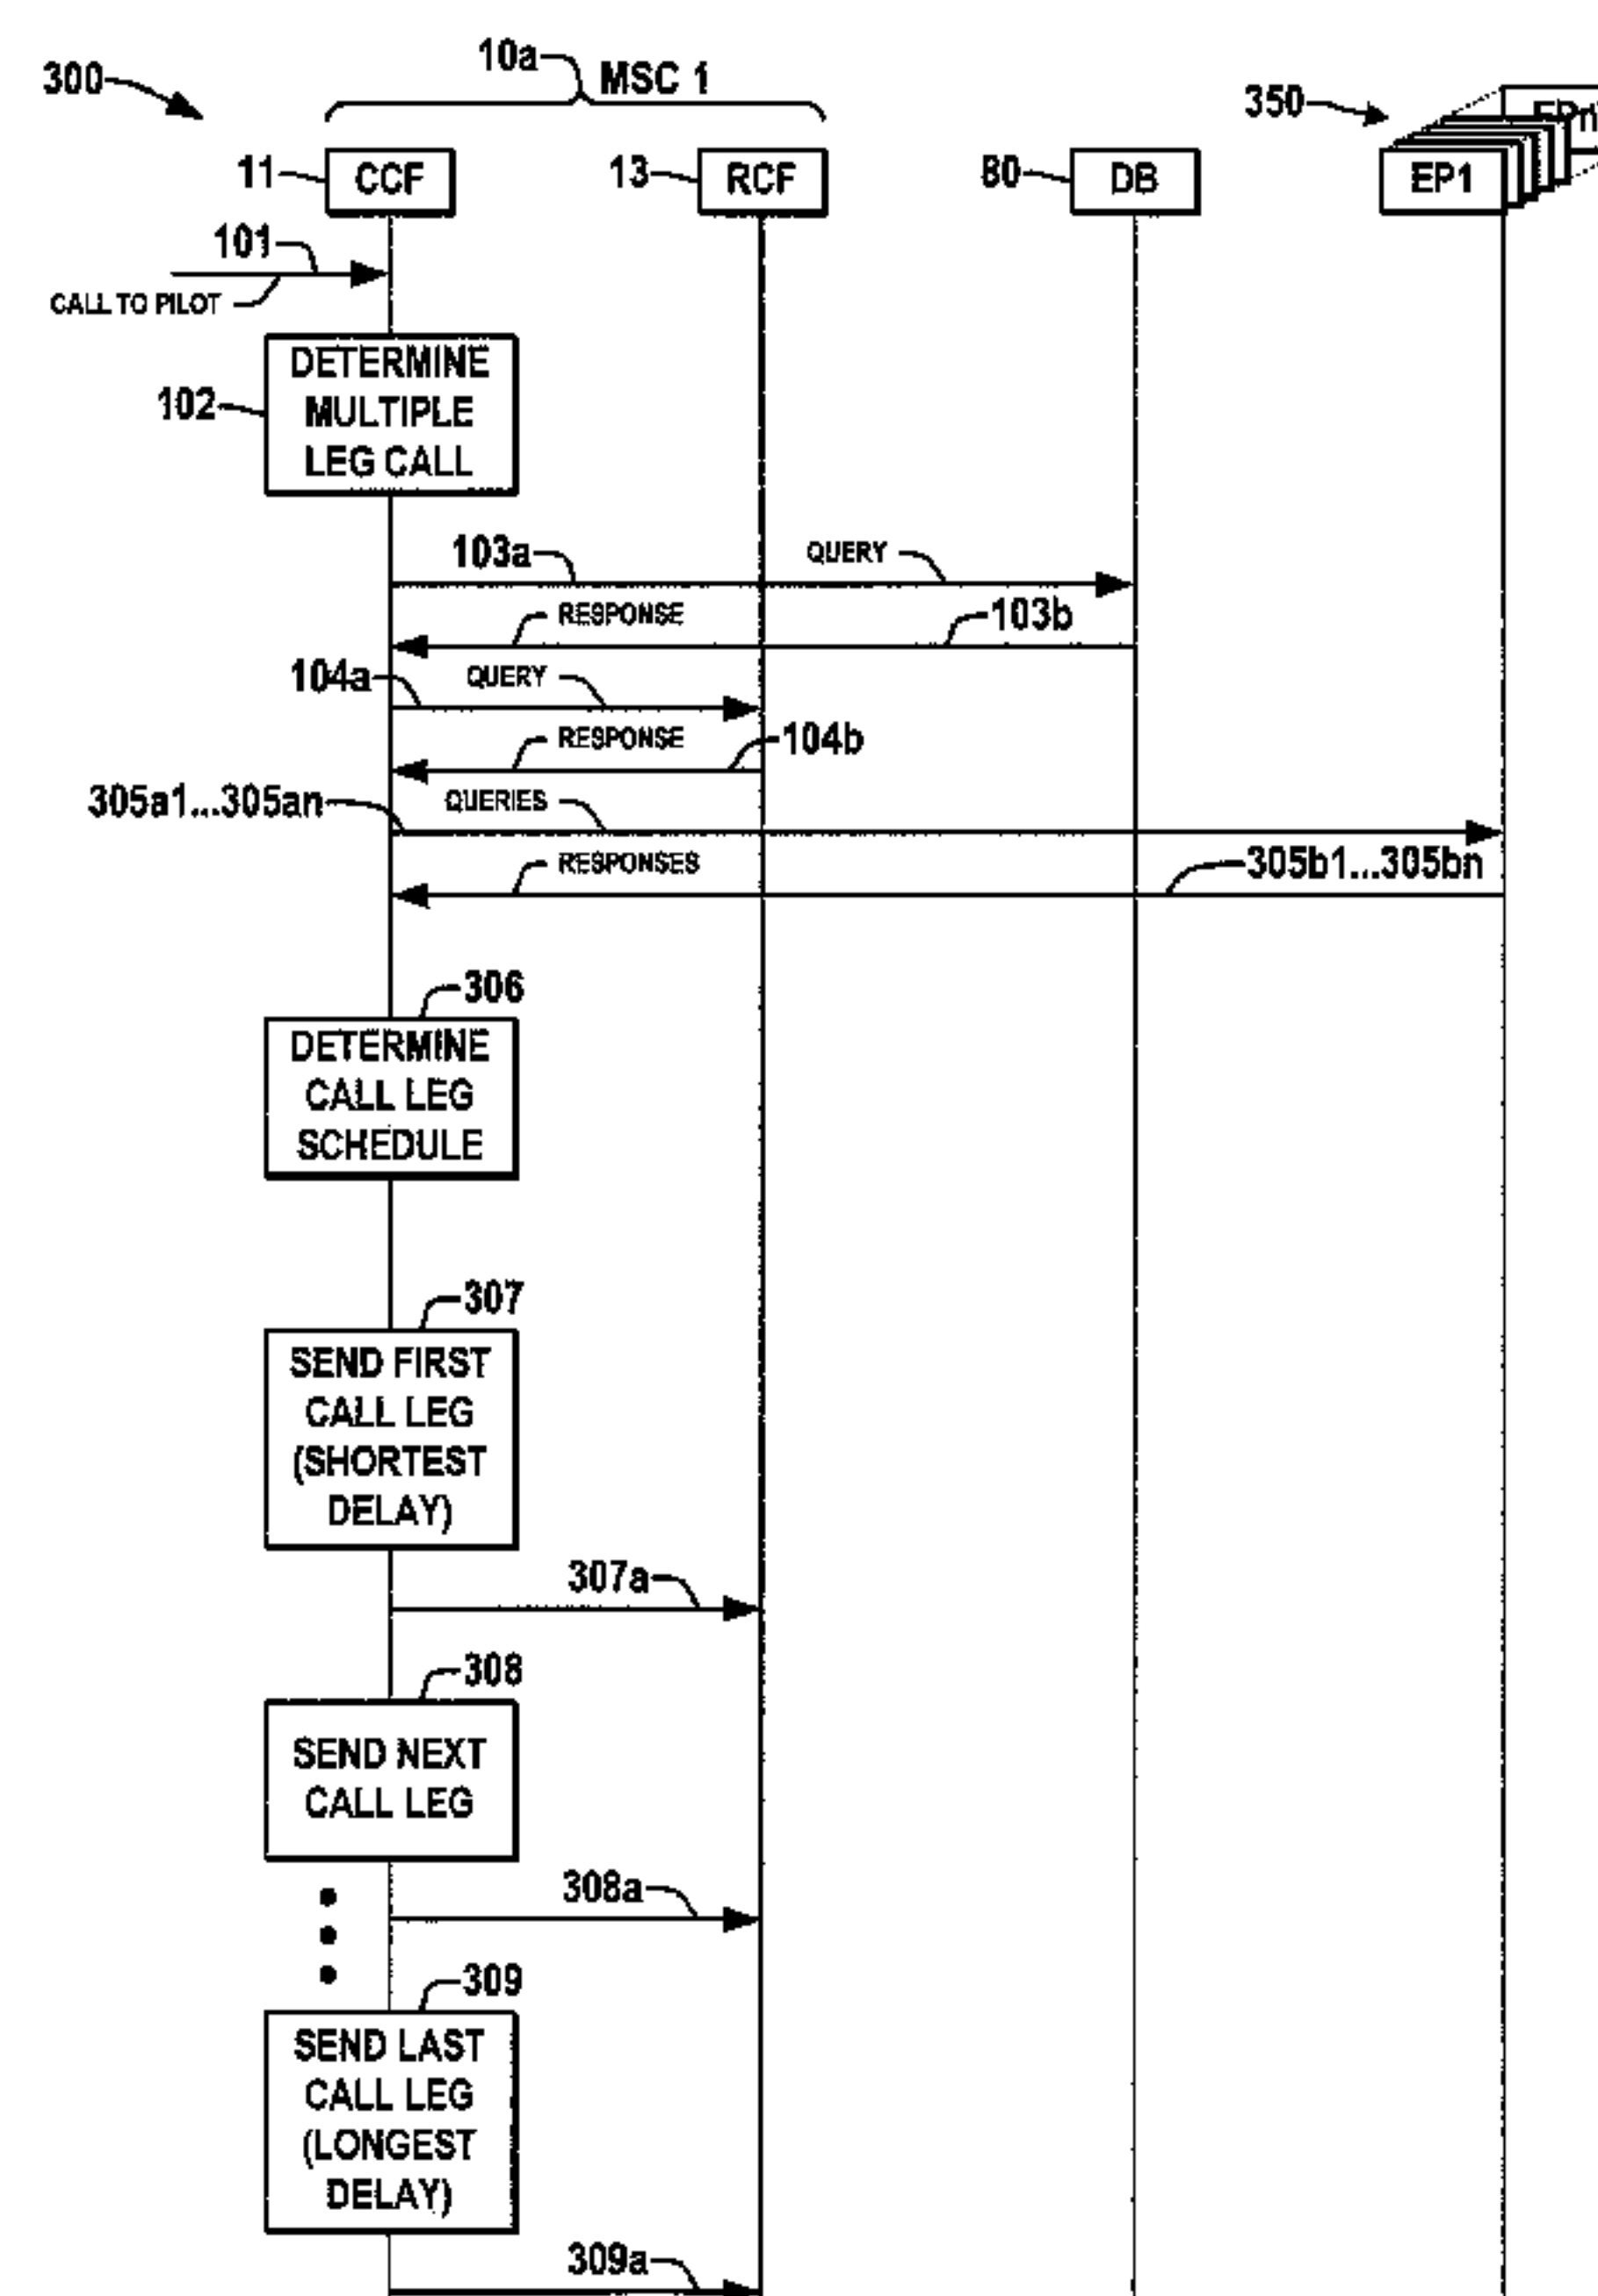 10a
MSC 1
300
350
11
CCF
13
RCF
80
DB
EP1
101
CALL TO PILOT
102
DETERMINE
MULTIPLE
LEG CALL
103a
QUERY
RESPONSE
103b
104a
QUERY
RESPONSE
104b
305a1...305an
QUERIES
RESPONSES
305b1...305bn
306
DETERMINE
CALL LEG
SCHEDULE
307
SEND FIRST
CALL LEG
(SHORTEST
DELAY)
307a
308
SEND NEXT
CALL LEG
308a
309
SEND LAST
CALL LEG
(LONGEST
DELAY)
309a